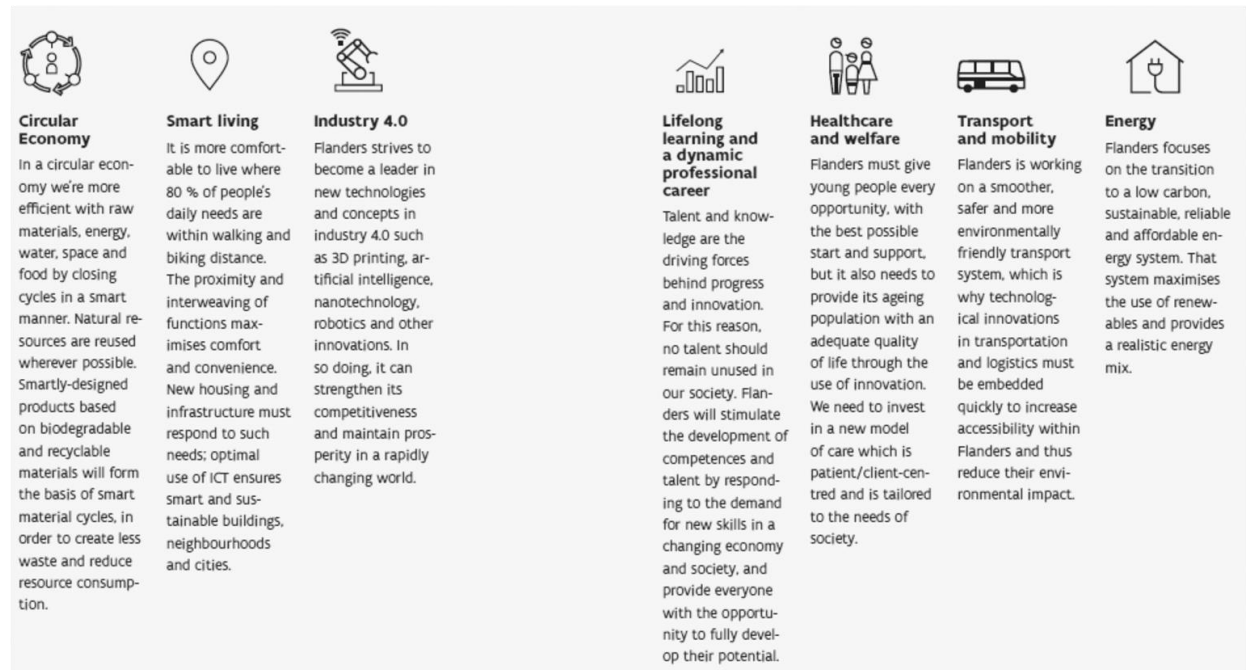 Circular
Economy
In a circular econ-
omy we're more
efficient with raw
materials, energy,
water, space and
food by closing
cycles in a smart
manner. Natural re-
sources are reused
wherever possible.
Smartly-designed
products based
on biodegradable
and recyclable
materials will form
the basis of smart
material cycles, in
order to create less
waste and reduce
resource consump-
tion.
Smart living
It is more comfort-
able to live where
80 % of people's
daily needs are
within walking and
biking distance.
The proximity and
interweaving of
functions max-
imises comfort
and convenience.
New housing and
infrastructure must
respond to such
needs; optimal
use of ICT ensures
smart and sus-
tainable buildings,
neighbourhoods
and cities.
Industry 4.0
Flanders strives to
become a leader in
new technologies
and concepts in
industry 4.0 such
as 3D printing, ar-
tificial intelligence,
nanotechnology,
robotics and other
innovations. In
so doing, it can
strengthen its
competitiveness
and maintain pros-
perity in a rapidly
changing world.
Lifelong
learning and
a dynamic
professional
career
Talent and know-
ledge are the
driving forces
behind progress
and innovation.
For this reason,
no talent should
remain unused in
our society. Flan-
ders will stimulate
the development of
competences and
talent by respond-
ing to the demand
for new skills in a
changing economy
and society, and
provide everyone
with the opportu-
nity to fully devel-
op their potential.
Healthcare
and welfare
Flanders must give
young people every
opportunity, with
the best possible
start and support,
but it also needs to
provide its ageing
population with an
adequate quality
of life through the
use of innovation.
We need to invest
in a new model
of care which is
patient/client-cen-
tred and is tailored
to the needs of
society.
Transport
and mobility
Flanders is working
on a smoother,
safer and more
environmentally
friendly transport
system, which is
why technolog-
ical innovations
in transportation
and logistics must
be embedded
quickly to increase
accessibility within
Flanders and thus
reduce their envi-
ronmental impact.
Energy
Flanders focuses
on the transition
to a low carbon,
sustainable, reliable
and affordable en-
ergy system. That
system maximises
the use of renew-
ables and provides
a realistic energy
mix.